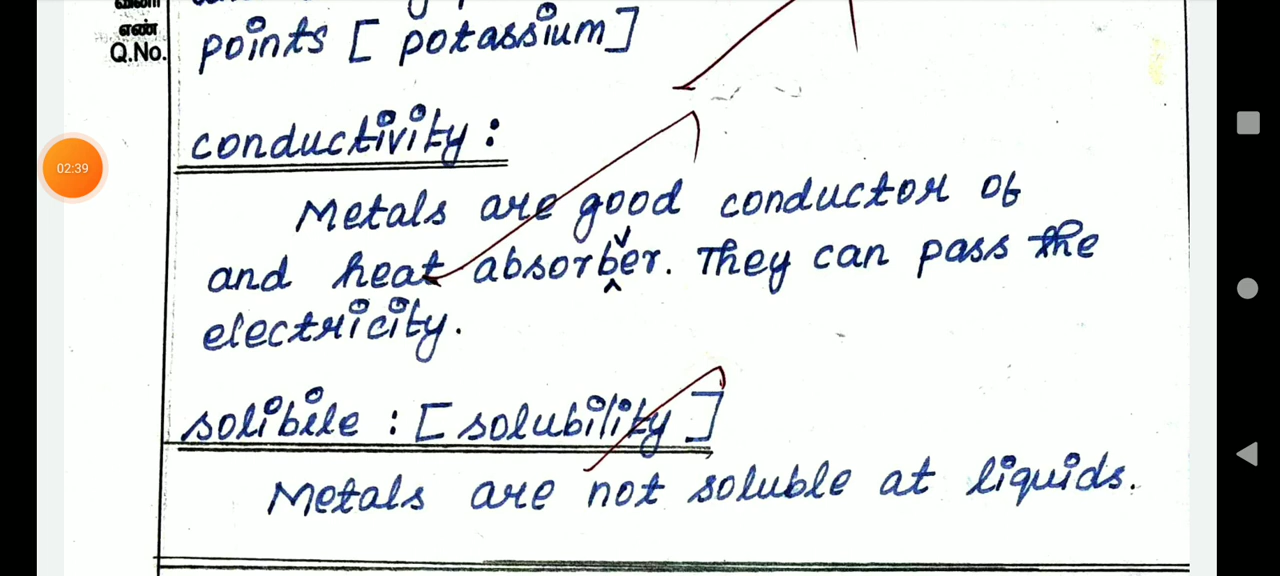 எண்
Q.No.
points [ potassium ]
conductivity :
Metals are good conductor of
and heat absorber. They can pass the
electricity.
solibile : [ solubility ]
Metals are not soluble at liquids.
02:39